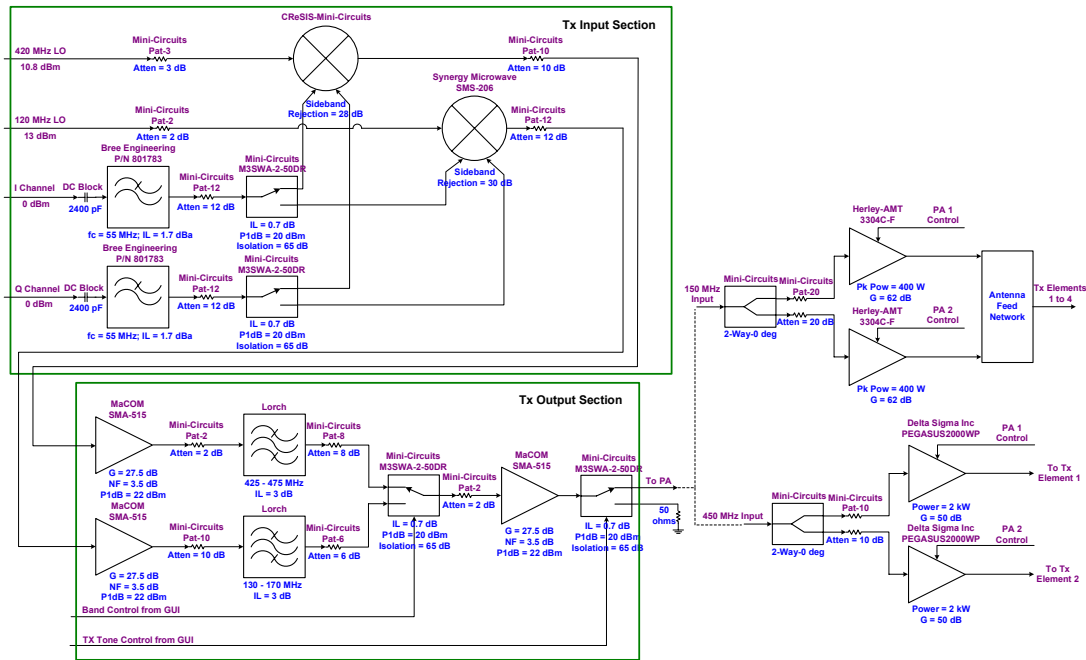 Tx Input Section
CReSIS-Mini-Circuits
420 MHz LO
10.8 dBm
Mini-Circuits
Pat-3
Atten = 3 dB
Mini-Circuits
Pat-10
Atten = 10 dB
Sideband
Rejection = 28 dB
Synergy Microwave
SMS-206
120 MHz LO
13 dBm
Mini-Circuits
Pat-2
Atten = 2 dB
Mini-Circuits
Pat-12
Atten = 12 dB
Sideband
Rejection = 30 dB
I Channel
0 dBm
DC Block
2400 pF
Bree Engineering
P/N 801783
fc = 55 MHz; IL = 1.7 dBa
Mini-Circuits
Pat-12
Atten = 12 dB
Mini-Circuits
M3SWA-2-50DR
IL = 0.7 dB
P1dB = 20 dBm
Isolation = 65 dB
Q Channel
0 dBm
DC Block
2400 pF
Bree Engineering
P/N 801783
fc = 55 MHz; IL = 1.7 dBa
Mini-Circuits
Pat-12
Atten = 12 dB
Mini-Circuits
M3SWA-2-50DR
IL = 0.7 dB
P1dB = 20 dBm
Isolation = 65 dB
Tx Output Section
MaCOM
SMA-515
G = 27.5 dB
NF = 3.5 dB
P1dB = 22 dBm
Mini-Circuits
Pat-2
Atten = 2 dB
Lorch
425 - 475 MHz
IL = 3 dB
Mini-Circuits
Pat-8
Atten = 8 dB
MaCOM
SMA-515
G = 27.5 dB
NF = 3.5 dB
P1dB = 22 dBm
Mini-Circuits
Pat-10
Atten = 10 dB
Lorch
130 - 170 MHz
IL = 3 dB
Mini-Circuits
Pat-6
Atten = 6 dB
Mini-Circuits
M3SWA-2-50DR
IL = 0.7 dB
P1dB = 20 dBm
Isolation = 65 dB
Mini-Circuits
Pat-2
Atten = 2 dB
MaCOM
SMA-515
G = 27.5 dB
NF = 3.5 dB
P1dB = 22 dBm
Mini-Circuits
M3SWA-2-50DR
IL = 0.7 dB
P1dB = 20 dBm
Isolation = 65 dB
To PA
50
ohms
Band Control from GUI
TX Tone Control from GUI
150 MHz
Input
Mini-Circuits
2-Way-0 deg
Mini-Circuits
Pat-20
Atten = 20 dB
Herley-AMT
3304C-F
PA 1
Control
Pk Pow = 400 W
G = 62 dB
Herley-AMT
3304C-F
PA 2
Control
Pk Pow = 400 W
G = 62 dB
Antenna
Feed
Network
Tx Elements
1 to 4
450 MHz Input
Mini-Circuits
2-Way-0 deg
Mini-Circuits
Pat-10
Atten = 10 dB
Delta Sigma Inc
PEGASUS2000WP
PA 1
Control
Power = 2 kW
G = 50 dB
To Tx
Element 1
Delta Sigma Inc
PEGASUS2000WP
PA 2
Control
Power = 2 kW
G = 50 dB
To Tx
Element 2